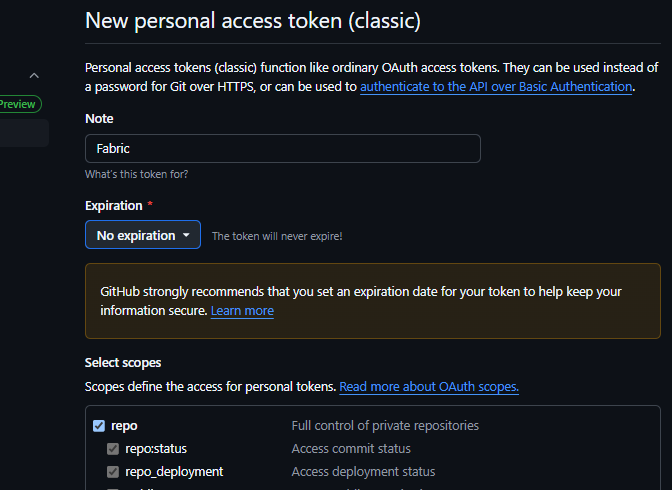 New personal access token (classic)
Personal access tokens (classic) function like ordinary OAuth access tokens. They can be used instead of
a password for Git over HTTPS, or can be used to authenticate to the API over Basic Authentication.
Preview
Note
Fabric
What's this token for?
Expiration *
No expiration
The token will never expire!
GitHub strongly recommends that you set an expiration date for your token to help keep your
information secure. Learn more
Select scopes
Scopes define the access for personal tokens. Read more about OAuth scopes.
repo Full control of private repositories
repo:status Access commit status
repo_deployment Access deployment status